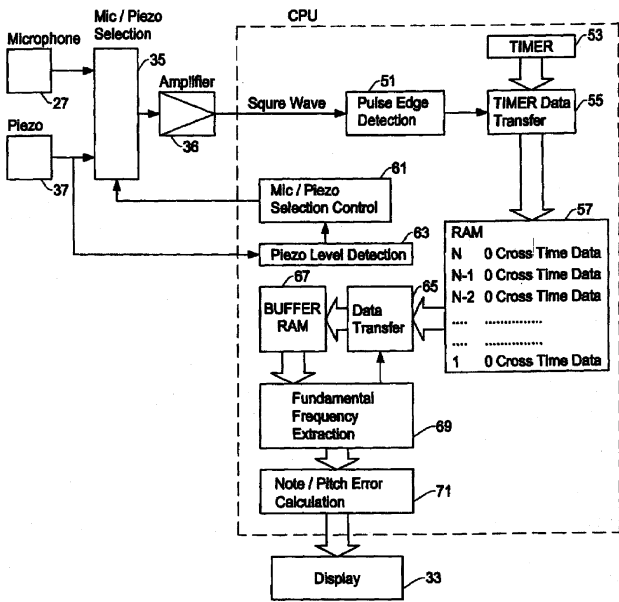 CPU
Mic / Piezo
Selection
Microphone
35
27
Amplifier
36
Squre Wave
51
Pulse Edge
Detection
TIMER
53
TIMER Data
Transfer
55
Piezo
37
61
Mic / Piezo
Selection Control
63
Piezo Level Detection
57
RAM
N 0 Cross Time Data
N-1 0 Cross Time Data
N-2 0 Cross Time Data
.... ...............
.... ...............
1 0 Cross Time Data
67
BUFFER
RAM
65
Data
Transfer
Fundamental
Frequency
Extraction
69
Note / Pitch Error
Calculation
71
Display
33